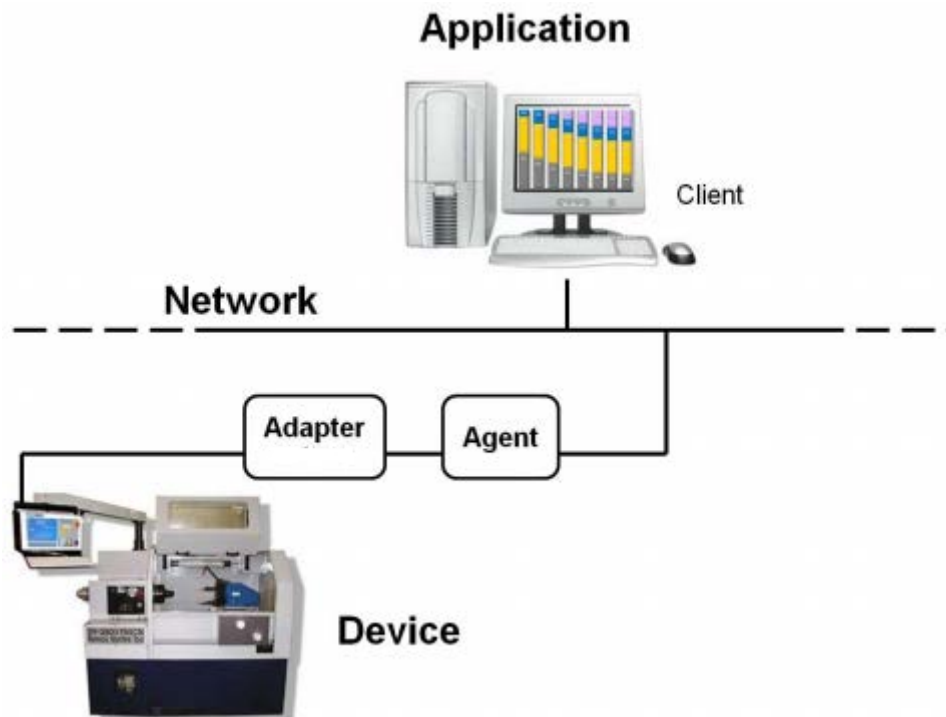 Application
Client
Network
Adapter
Agent
Device